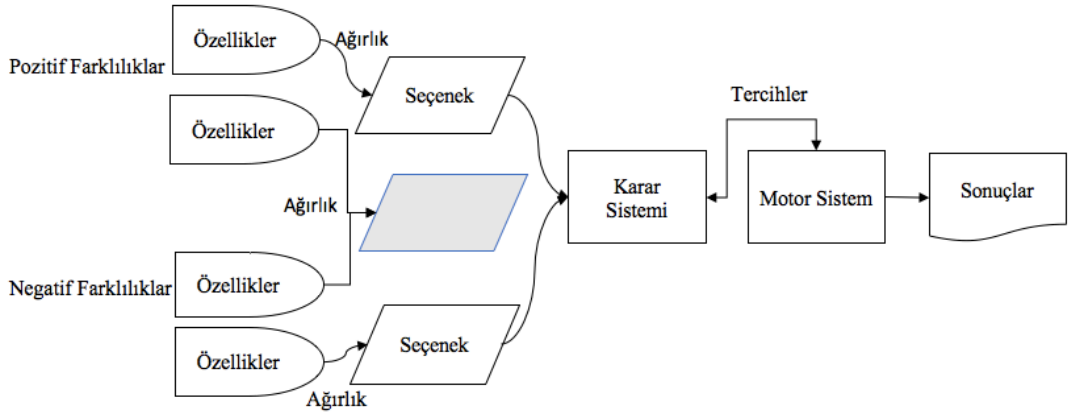 Özellikler
Ağırlık
Pozitif Farklılıklar
Seçenek
Tercihler
Özellikler
Karar
Sistemi
Motor Sistem
Sonuçlar
Ağırlık
Negatif Farklılıklar
Özellikler
Seçenek
Özellikler
Ağırlık